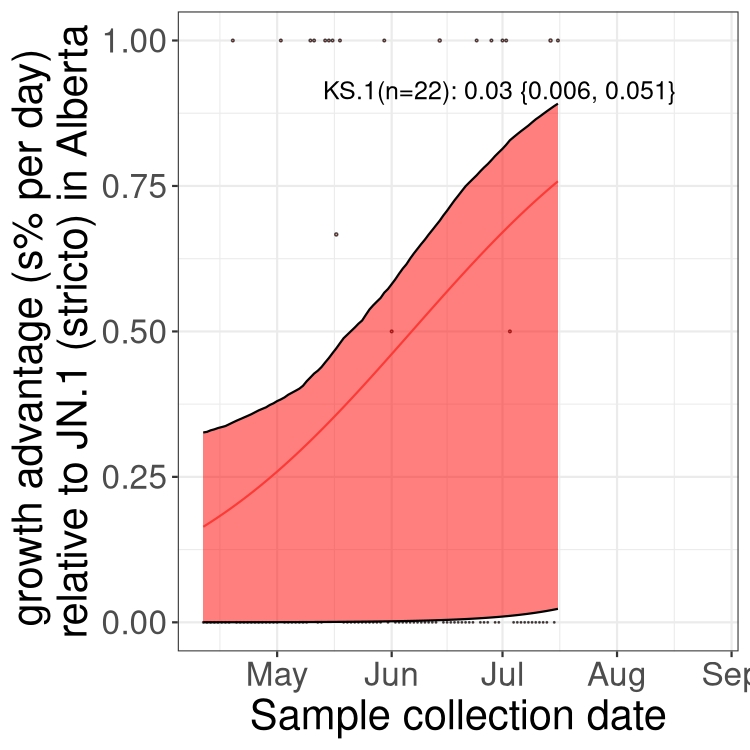 growth advantage (s% per day)
relative to JN.1 (stricto) in Alberta
1.00
0.75
0.50
0.25
0.00
KS.1(n=22): 0.03 {0.006, 0.051}
May Jun Jul Aug Sep
Sample collection date